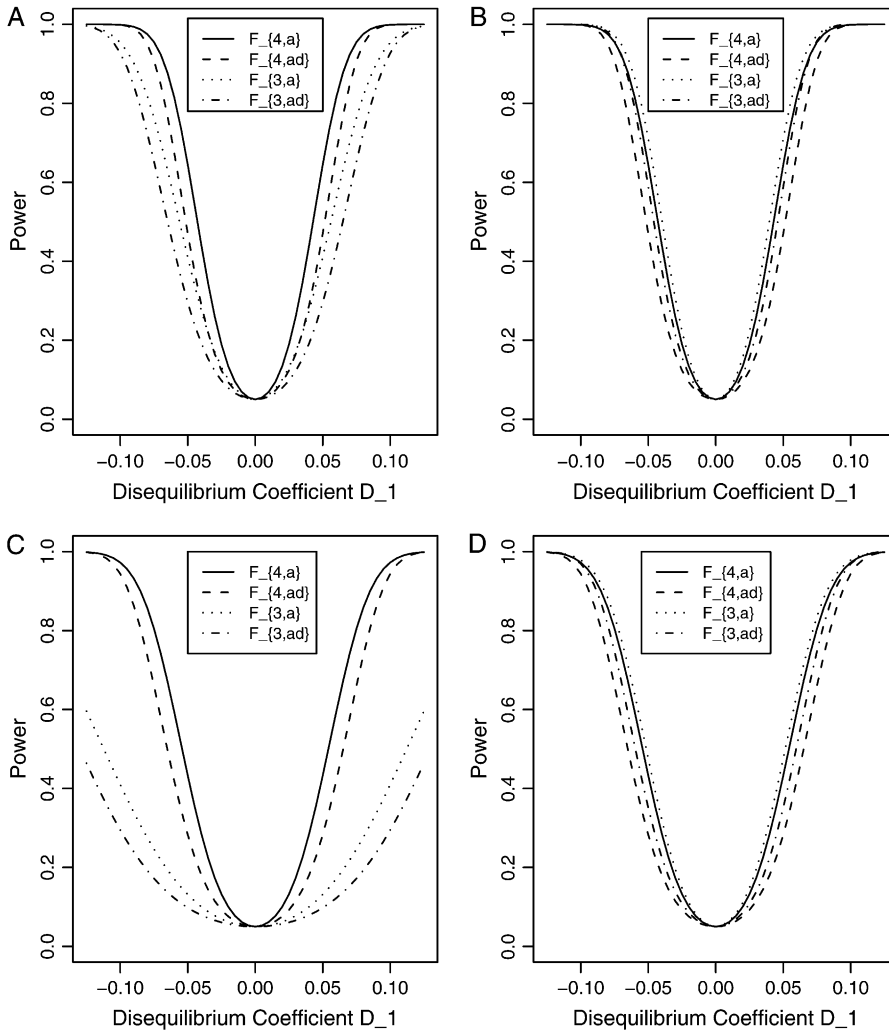 A
F_{4,a}
F_{4,ad}
F_{3,a}
F_{3,ad}
Power
0.0
0.2
0.4
0.6
0.8
1.0
−0.10
−0.05
0.00
0.05
0.10
Disequilibrium Coefficient D_1
B
F_{4,a}
F_{4,ad}
F_{3,a}
F_{3,ad}
Power
0.0
0.2
0.4
0.6
0.8
1.0
−0.10
−0.05
0.00
0.05
0.10
Disequilibrium Coefficient D_1
C
F_{4,a}
F_{4,ad}
F_{3,a}
F_{3,ad}
Power
0.0
0.2
0.4
0.6
0.8
1.0
−0.10
−0.05
0.00
0.05
0.10
Disequilibrium Coefficient D_1
D
F_{4,a}
F_{4,ad}
F_{3,a}
F_{3,ad}
Power
0.0
0.2
0.4
0.6
0.8
1.0
−0.10
−0.05
0.00
0.05
0.10
Disequilibrium Coefficient D_1